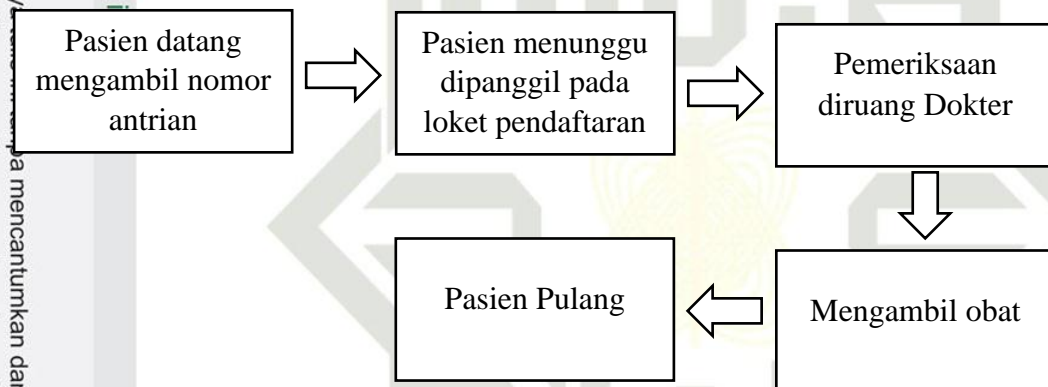 Pasien datang
mengambil nomor
antrian
Pasien menunggu
dipanggil pada
loket pendaftaran
Pemeriksaan
diruang Dokter
Mengambil obat
Pasien Pulang
mencantumkan dan